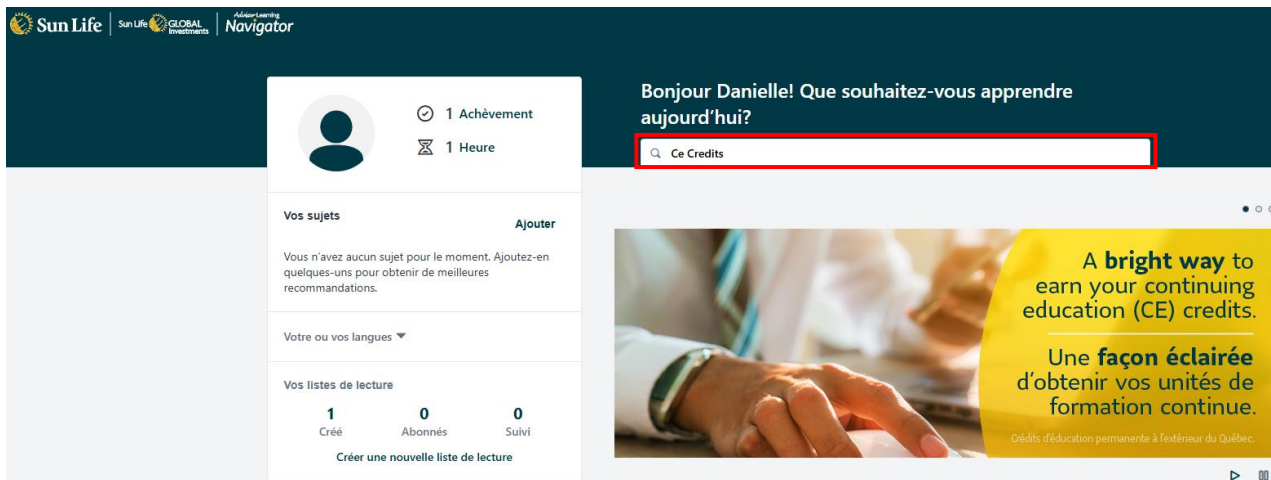 Sun Life
Sun Life GLOBAL Investments
Advisor Learning Navigator
Bonjour Danielle! Que souhaitez-vous apprendre
aujourd'hui?
Ce Credits
1 Achèvement
1 Heure
Vos sujets
Ajouter
Vous n'avez aucun sujet pour le moment. Ajoutez-en
quelques-uns pour obtenir de meilleures
recommandations.
Votre ou vos langues
Vos listes de lecture
1 0 0
Créé Abonnés Suivi
Créer une nouvelle liste de lecture
A bright way to
earn your continuing
education (CE) credits.
Une façon éclairée
d'obtenir vos unités de
formation continue.
Crédits d'éducation permanente à l'extérieur du Québec.